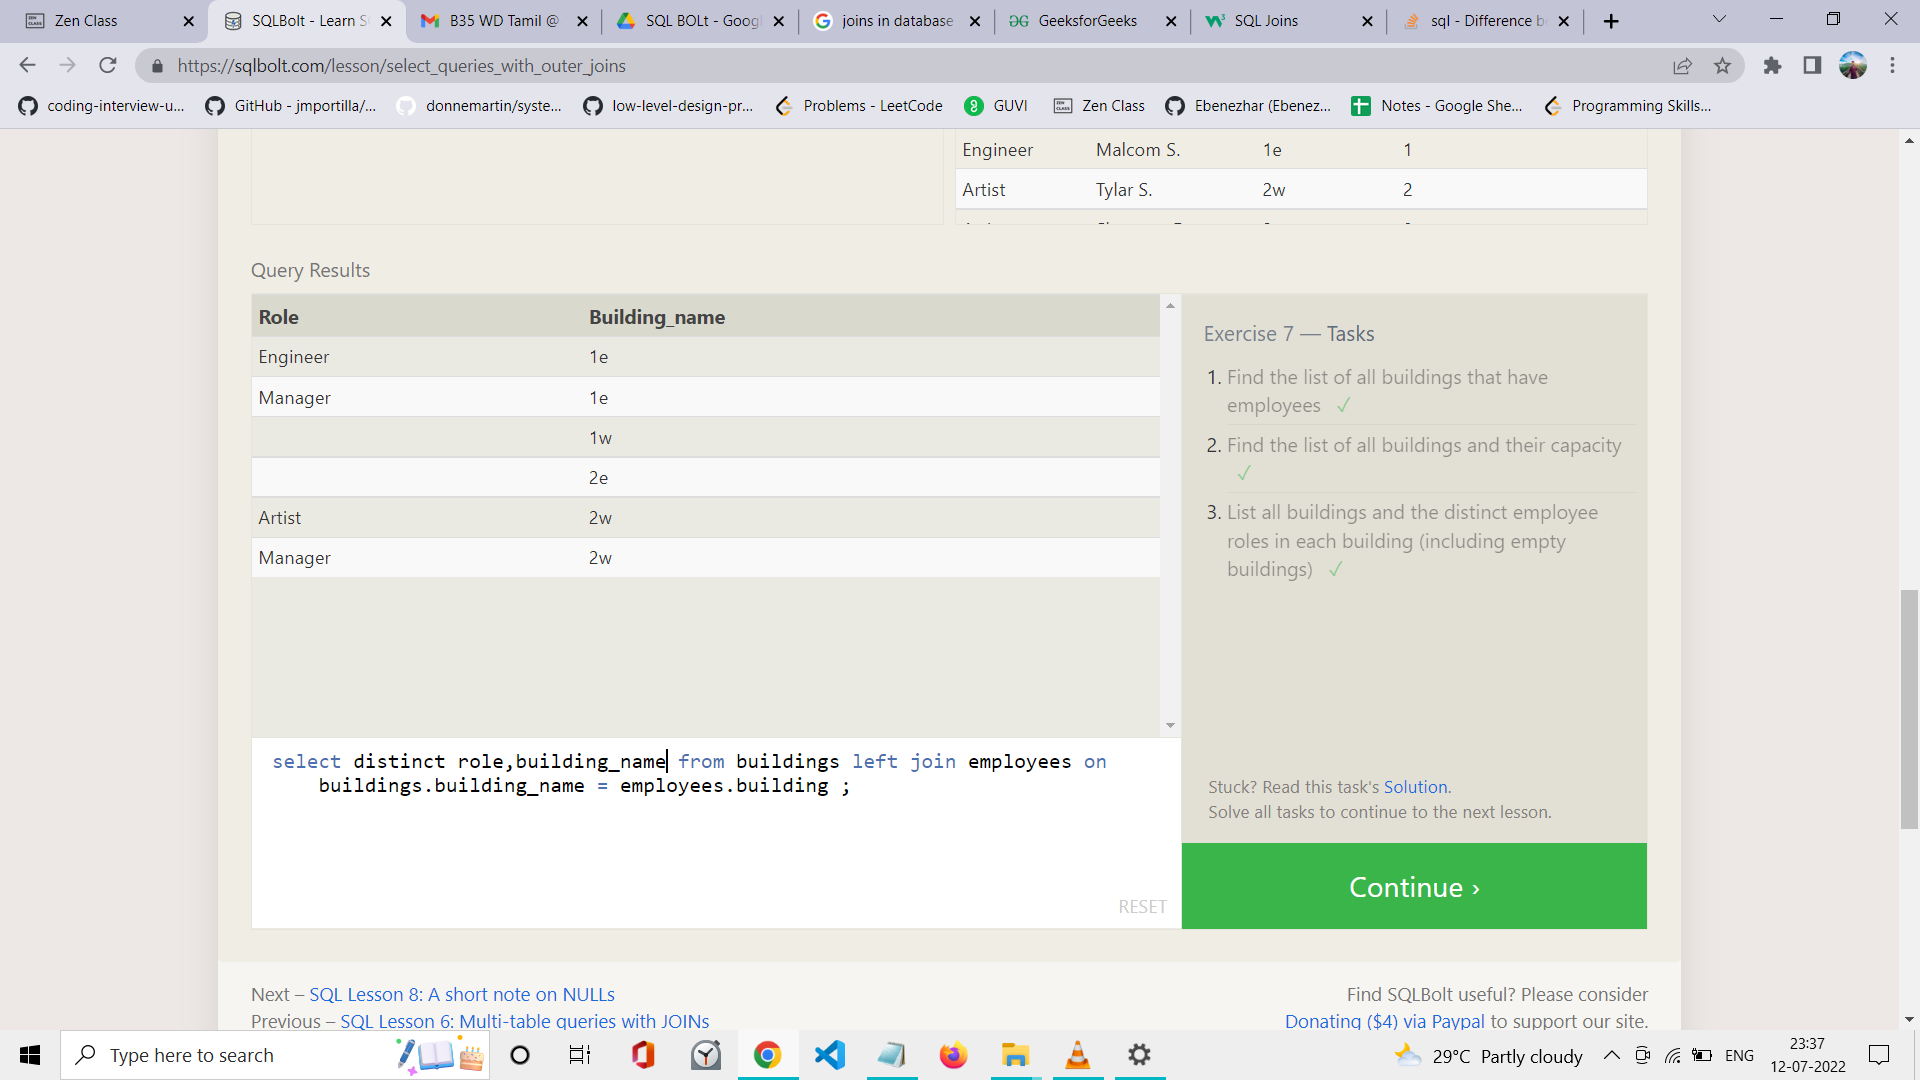 Zen Class
SQLBolt - Learn S
B35 WD Tamil @
SQL BOLt - Goog
joins in database
GeeksforGeeks
SQL Joins
sql - Difference b
https://sqlbolt.com/lesson/select_queries_with_outer_joins
coding-interview-u...
GitHub - jmportilla/...
donnemartin/syste...
low-level-design-pr...
Problems - LeetCode
GUVI
Zen Class
Ebenezhar (Ebenez...
Notes - Google She...
Programming Skills...
Engineer Malcom S. 1e 1
Artist Tylar S. 2w 2
Query Results
Role Building_name
Engineer 1e
Manager 1e
1w
2e
Artist 2w
Manager 2w
Exercise 7 — Tasks
1. Find the list of all buildings that have
employees ✓
2. Find the list of all buildings and their capacity
✓
3. List all buildings and the distinct employee
roles in each building (including empty
buildings) ✓
select distinct role,building_name from buildings left join employees on
buildings.building_name = employees.building ;
RESET
Stuck? Read this task's Solution.
Solve all tasks to continue to the next lesson.
Continue ›
Next – SQL Lesson 8: A short note on NULLs
Previous – SQL Lesson 6: Multi-table queries with JOINs
Find SQLBolt useful? Please consider
Donating ($4) via Paypal to support our site.
Type here to search
29°C Partly cloudy
ENG
23:37
12-07-2022